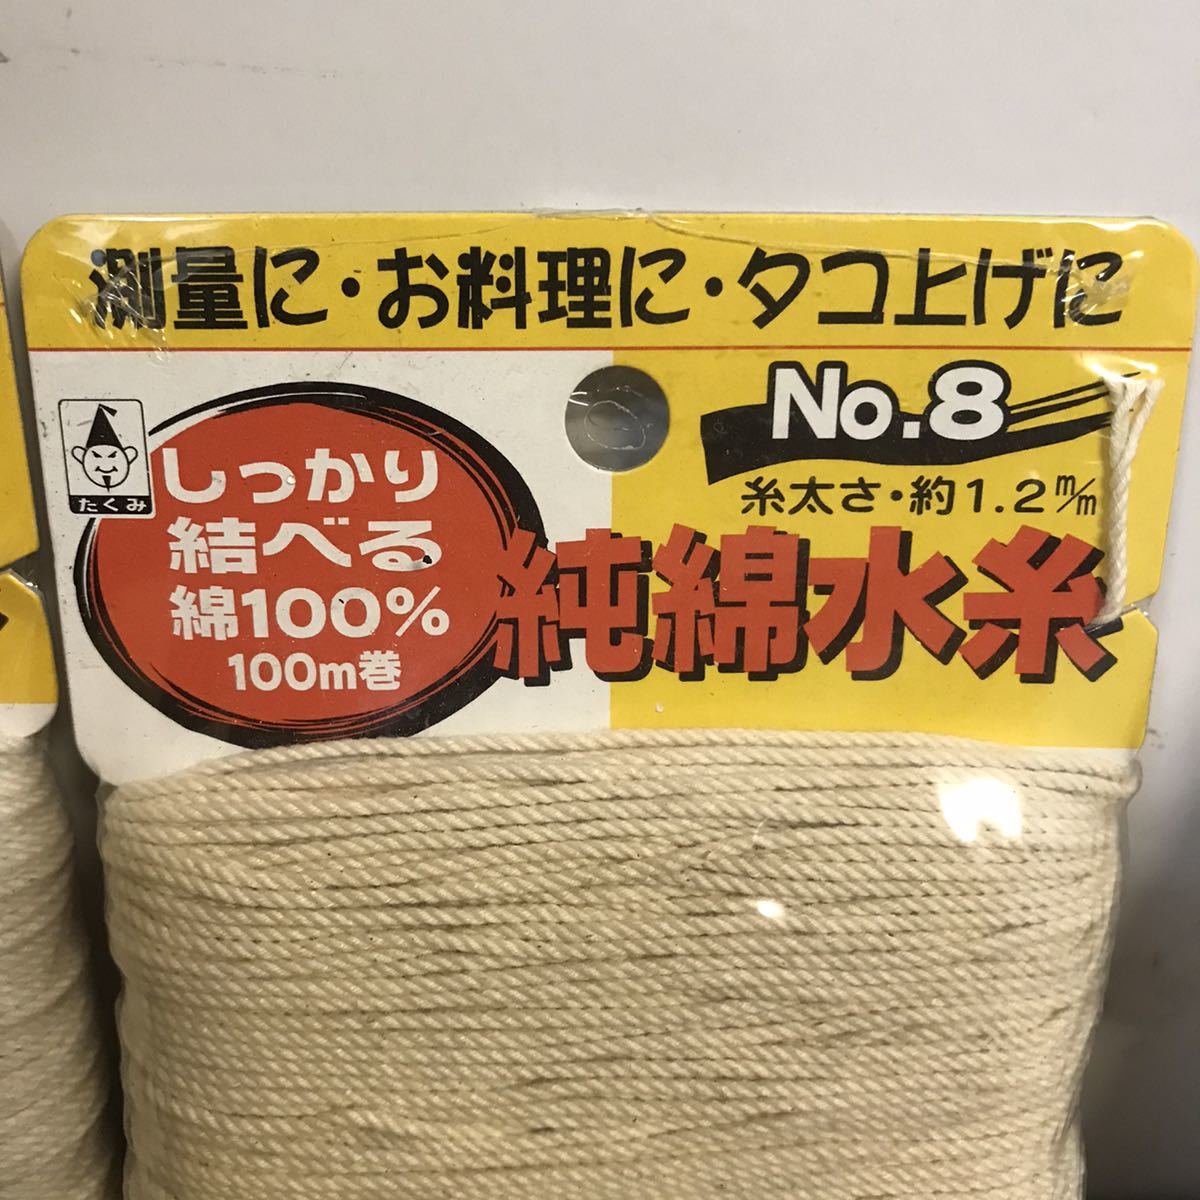 測量に・お料理に・タコ上げに
No.8
糸太さ・約1.2m/m
たくみ
しっかり
結べる
綿100%
100m巻
純綿水糸